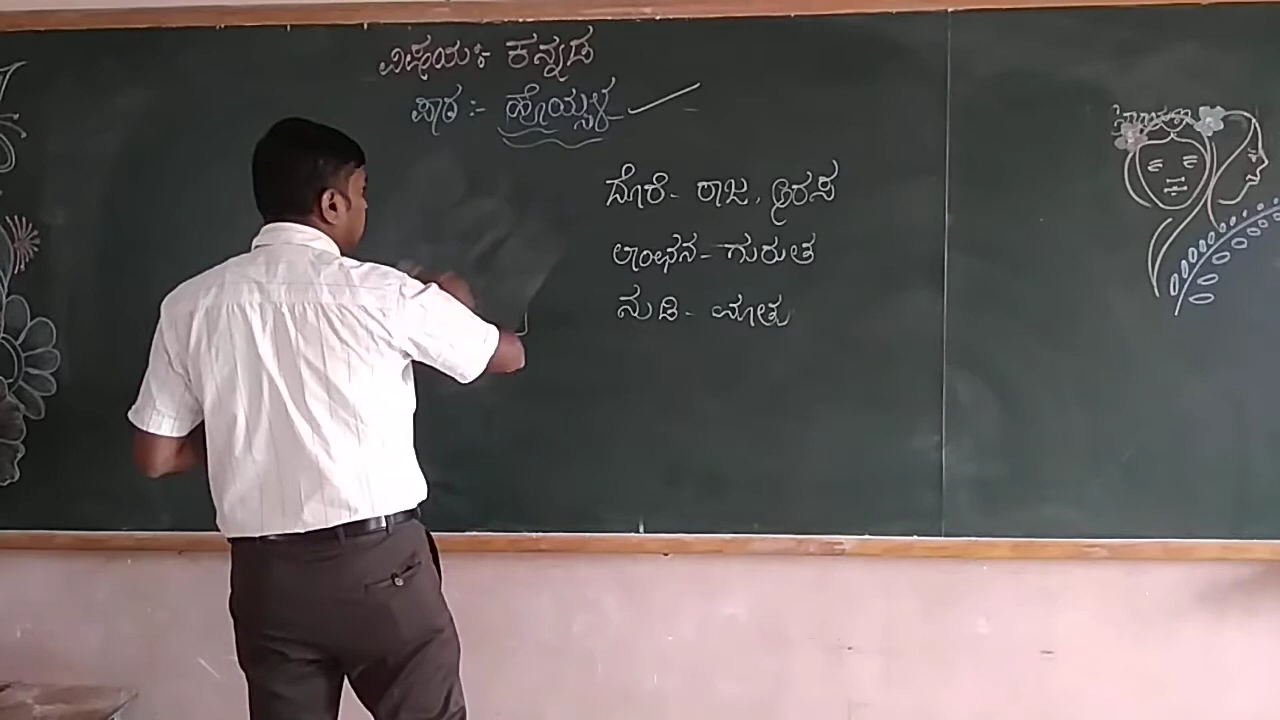 ವಿಷಯ:- ಕನ್ನಡ
ಪಾಠ :- ಹೊಯ್ಸಳ
ದೊರೆ - ರಾಜ, ಅರಸ
ಲಾಂಛನ - ಗುರುತ
ನುಡಿ - ಮಾತು